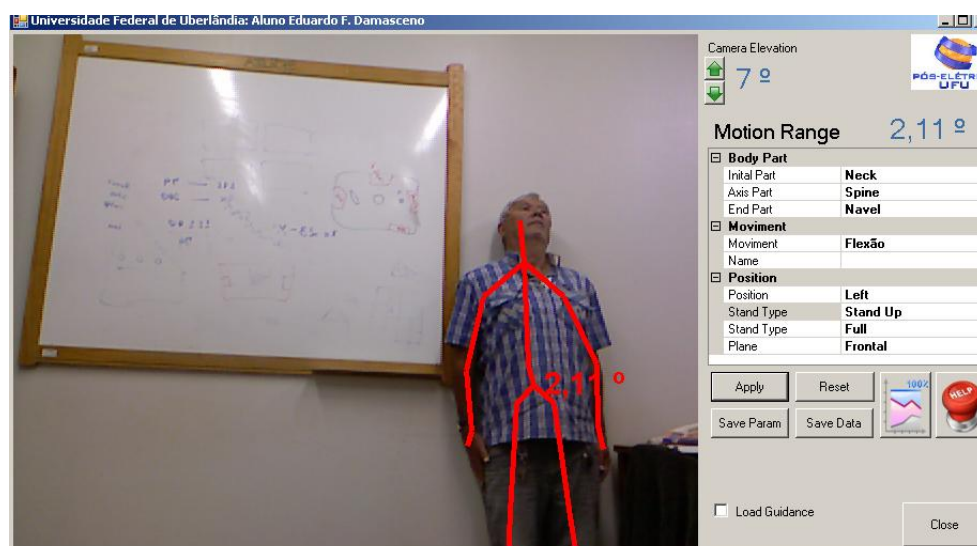 Universidade Federal de Uberlândia: Aluno Eduardo F. Damasceno
Camera Elevation
7 º
PÓS-ELÉTRI
UFU
Motion Range 2,11 º
Body Part
Inital Part Neck
Axis Part Spine
End Part Navel
Moviment
Moviment Flexão
Name
Position
Position Left
Stand Type Stand Up
Stand Type Full
Plane Frontal
2,11 º
Apply Reset 100% HELP
Save Param Save Data
Load Guidance
Close